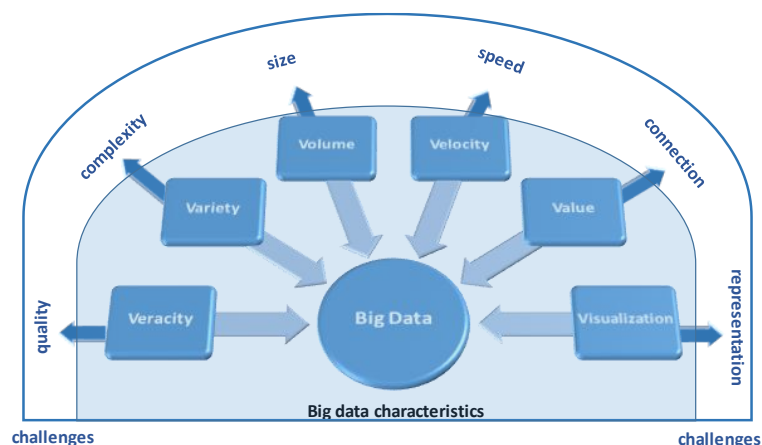 size
speed
complexity
connection
Volume
Velocity
Variety
Value
quality
Veracity
Big Data
Visualization
representation
Big data characteristics
challenges
challenges